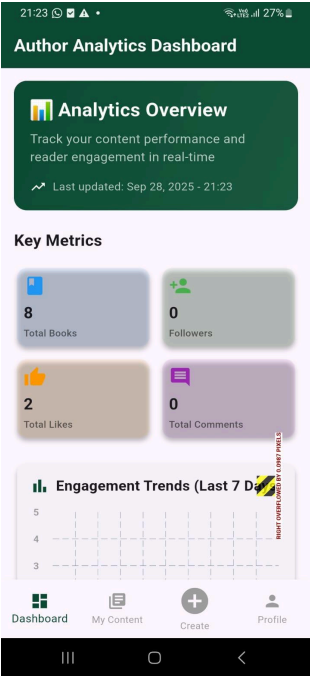 21:23
27%
Author Analytics Dashboard
Analytics Overview
Track your content performance and
reader engagement in real-time
Last updated: Sep 28, 2025 - 21:23
Key Metrics
8
Total Books
0
Followers
2
Total Likes
0
Total Comments
RIGHT OVERFLOWED BY 0.0987 PIXELS
Engagement Trends (Last 7 Da
5
4
3
Dashboard
My Content
Create
Profile